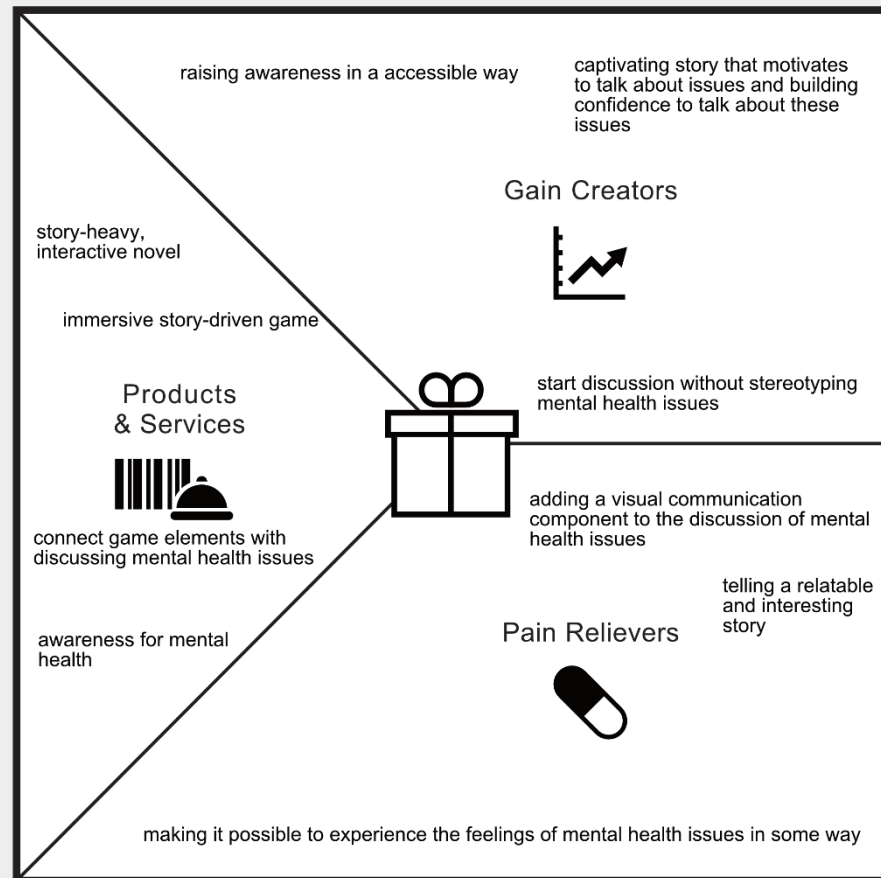 raising awareness in a accessible way
captivating story that motivates
to talk about issues and building
confidence to talk about these
issues
Gain Creators
story-heavy,
interactive novel
immersive story-driven game
Products
& Services
start discussion without stereotyping
mental health issues
connect game elements with
discussing mental health issues
awareness for mental
health
adding a visual communication
component to the discussion of mental
health issues
telling a relatable
and interesting
story
Pain Relievers
making it possible to experience the feelings of mental health issues in some way